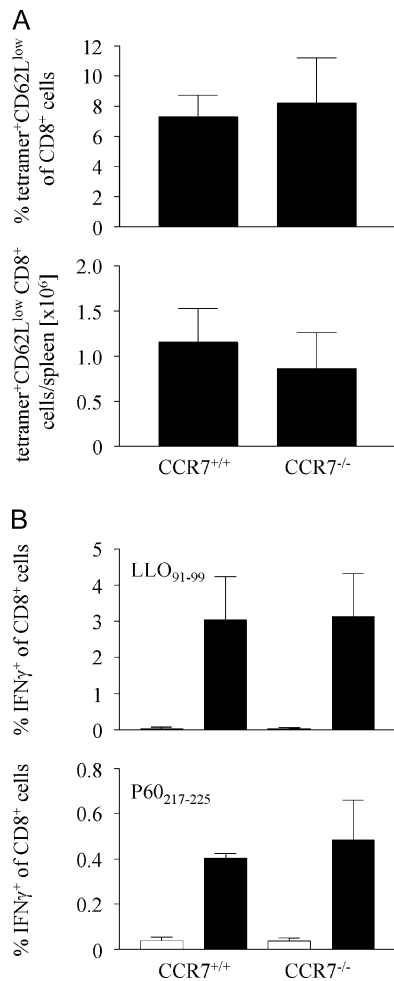 A
% tetramer⁺CD62Lˡᵒʷ
of CD8⁺ cells
12
10
8
6
4
2
0
tetramer⁺CD62Lˡᵒʷ CD8⁺
cells/spleen [x10⁶]
2.0
1.5
1.0
0.5
0
CCR7⁺/⁺ CCR7⁻/⁻
B
% IFNγ⁺ of CD8⁺ cells
5
4
3
2
1
0
LLO₉₁₋₉₉
% IFNγ⁺ of CD8⁺ cells
0.8
0.6
0.4
0.2
0
P60₂₁₇₋₂₂₅
CCR7⁺/⁺ CCR7⁻/⁻